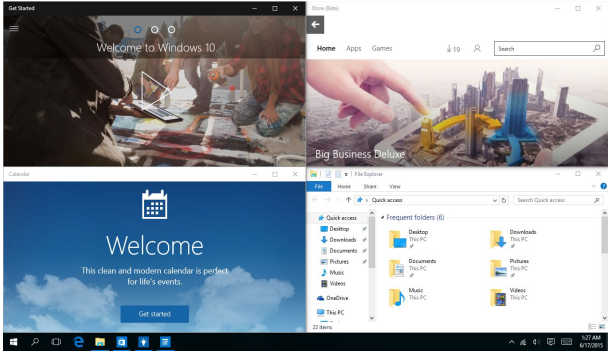 Get Started
Welcome to Windows 10
Store (Beta)
Home Apps Games 19 Search
Big Business Deluxe
Calendar
Welcome
This clean and modern calendar is perfect
for life's events.
Get started
File Explorer
File Home Share View
Quick access Search Quick access
Quick access
Desktop
Downloads
Documents
Pictures
Music
Videos
OneDrive
This PC
Frequent folders (6)
Desktop
This PC
Downloads
This PC
Documents
This PC
Pictures
This PC
Music
This PC
Videos
This PC
22 items
1:27 AM
6/17/2015